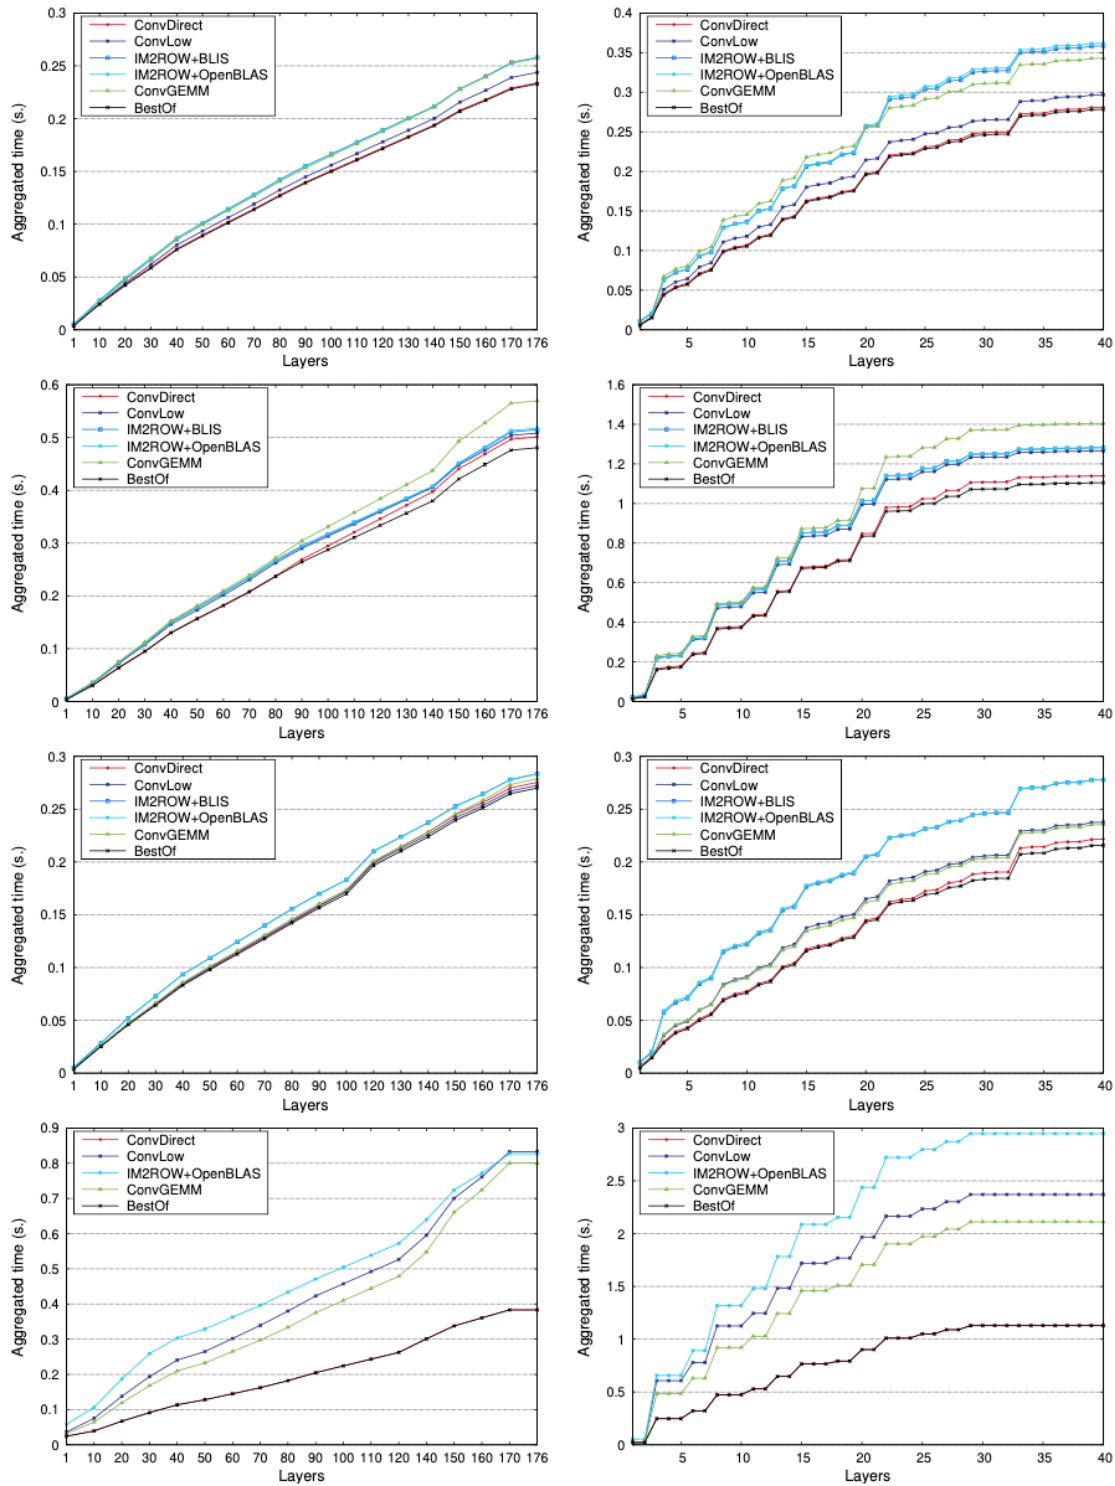 0.3
0.25
0.2
0.15
0.1
0.05
0
Aggregated time (s.)
ConvDirect
ConvLow
IM2ROW+BLIS
IM2ROW+OpenBLAS
ConvGEMM
BestOf
1 10 20 30 40 50 60 70 80 90 100 110 120 130 140 150 160 170 176
Layers
0.4
0.35
0.3
0.25
0.2
0.15
0.1
0.05
0
Aggregated time (s.)
ConvDirect
ConvLow
IM2ROW+BLIS
IM2ROW+OpenBLAS
ConvGEMM
BestOf
5 10 15 20 25 30 35 40
Layers
0.6
0.5
0.4
0.3
0.2
0.1
0
Aggregated time (s.)
ConvDirect
ConvLow
IM2ROW+BLIS
IM2ROW+OpenBLAS
ConvGEMM
BestOf
1 10 20 30 40 50 60 70 80 90 100 110 120 130 140 150 160 170 176
Layers
1.6
1.4
1.2
1
0.8
0.6
0.4
0.2
0
Aggregated time (s.)
ConvDirect
ConvLow
IM2ROW+BLIS
IM2ROW+OpenBLAS
ConvGEMM
BestOf
5 10 15 20 25 30 35 40
Layers
0.3
0.25
0.2
0.15
0.1
0.05
0
Aggregated time (s.)
ConvDirect
ConvLow
IM2ROW+BLIS
IM2ROW+OpenBLAS
ConvGEMM
BestOf
1 10 20 30 40 50 60 70 80 90 100 120 130 140 150 160 170 176
Layers
0.3
0.25
0.2
0.15
0.1
0.05
0
Aggregated time (s.)
ConvDirect
ConvLow
IM2ROW+BLIS
IM2ROW+OpenBLAS
ConvGEMM
BestOf
5 10 15 20 25 30 35 40
Layers
0.9
0.8
0.7
0.6
0.5
0.4
0.3
0.2
0.1
0
Aggregated time (s.)
ConvDirect
ConvLow
IM2ROW+OpenBLAS
ConvGEMM
BestOf
1 10 20 30 40 50 60 70 80 90 100 110 120 130 140 150 160 170 176
Layers
3
2.5
2
1.5
1
0.5
0
Aggregated time (s.)
ConvDirect
ConvLow
IM2ROW+OpenBLAS
ConvGEMM
BestOf
5 10 15 20 25 30 35 40
Layers